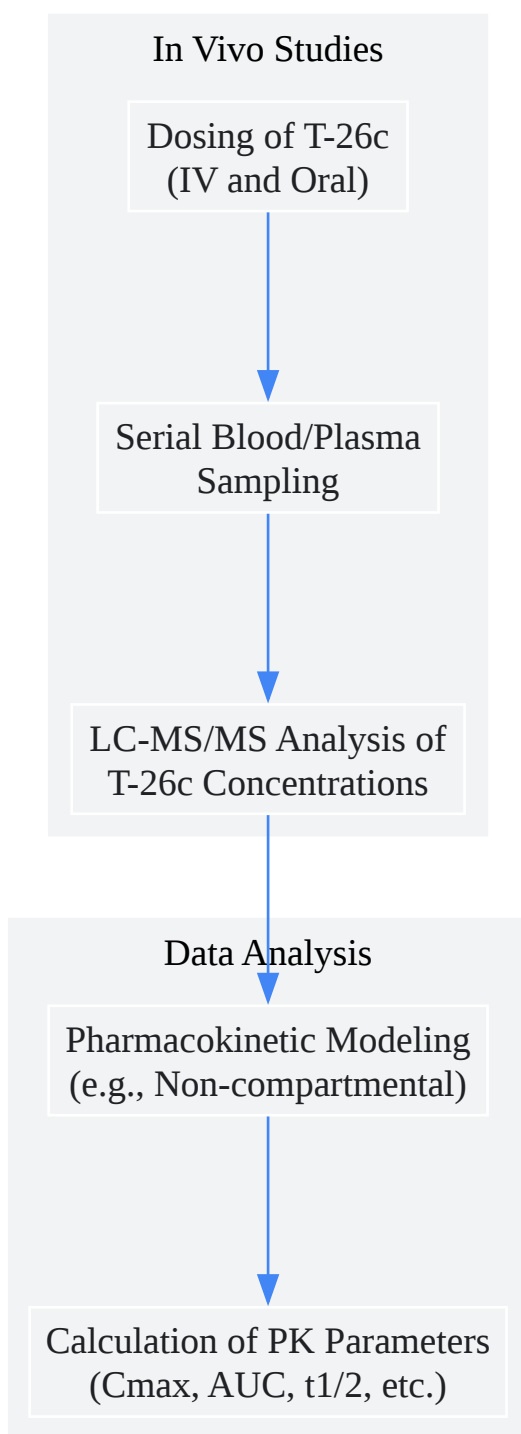 In Vivo Studies
Dosing of T-26c
(IV and Oral)
Serial Blood/Plasma
Sampling
LC-MS/MS Analysis of
T-26c Concentrations
Data Analysis
Pharmacokinetic Modeling
(e.g., Non-compartmental)
Calculation of PK Parameters
(Cmax, AUC, t1/2, etc.)